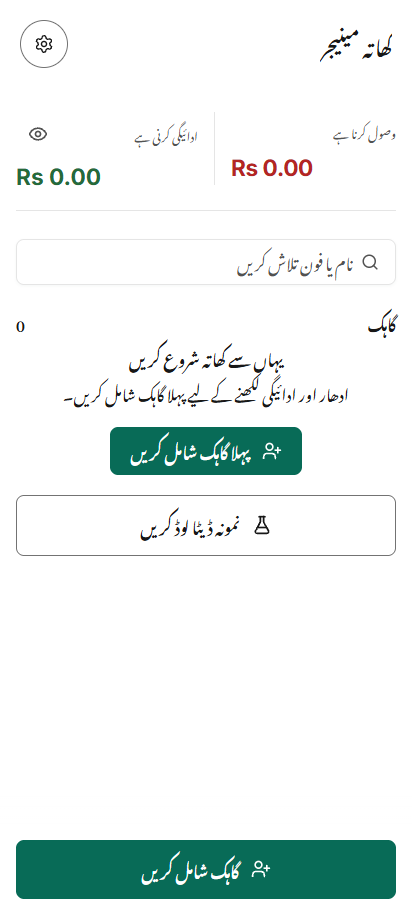 کھاتہ مینیجر
وصول کرنا ہے
Rs 0.00
ادائیگی کرنی ہے
Rs 0.00
نام یا فون تلاش کریں
گاہک
0
یہاں سے کھاتہ شروع کریں
ادھار اور ادائیگی لکھنے کے لیے پہلا گاہک شامل کریں۔
پہلا گاہک شامل کریں
نمونہ ڈیٹا لوڈ کریں
گاہک شامل کریں